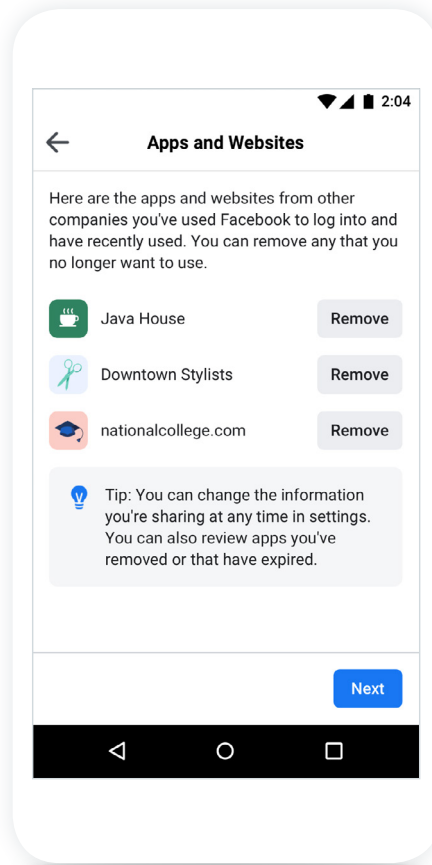 2:04
Apps and Websites
Here are the apps and websites from other
companies you've used Facebook to log into and
have recently used. You can remove any that you
no longer want to use.
Java House Remove
Downtown Stylists Remove
nationalcollege.com Remove
Tip: You can change the information
you're sharing at any time in settings.
You can also review apps you've
removed or that have expired.
Next